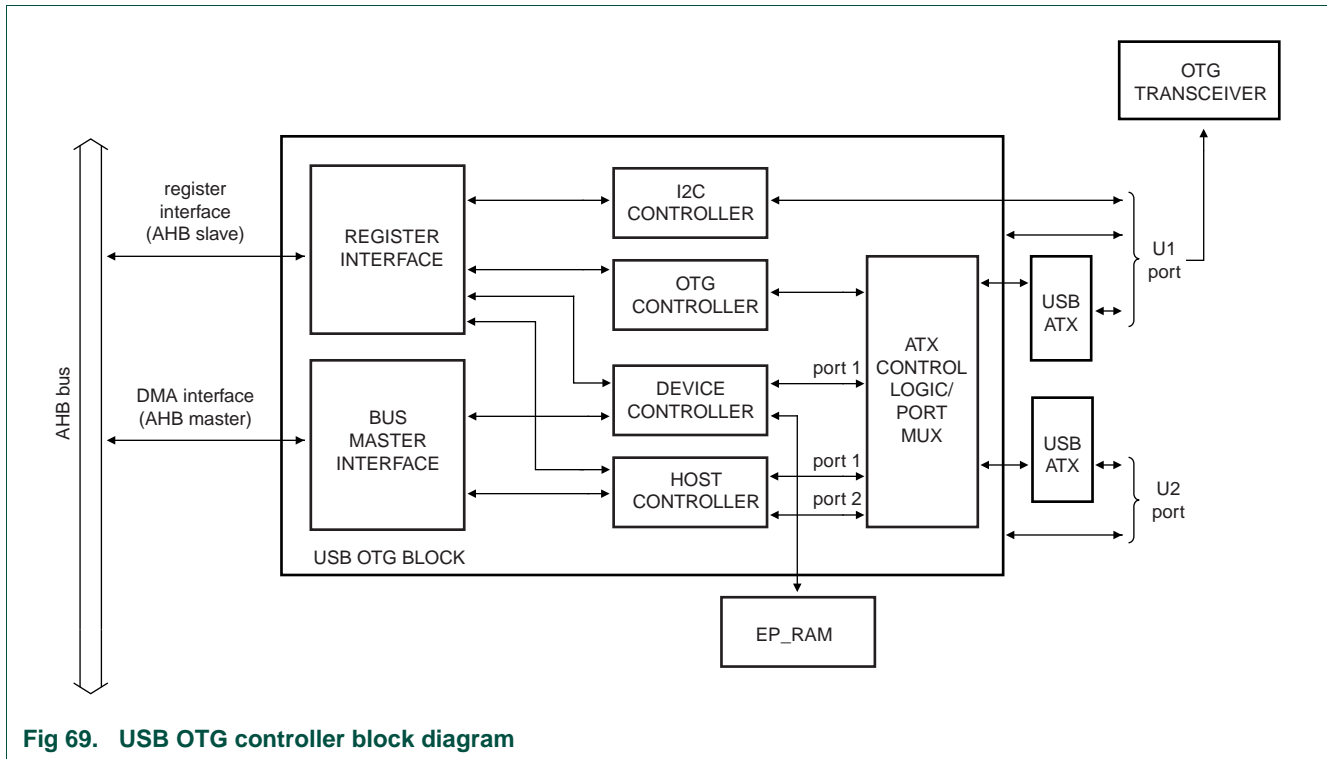 OTG
TRANSCEIVER
register
interface
(AHB slave)
REGISTER
INTERFACE
I2C
CONTROLLER
OTG
CONTROLLER
U1
port
USB
ATX
ATX
CONTROL
LOGIC/
PORT
MUX
port 1
DEVICE
CONTROLLER
AHB bus
DMA interface
(AHB master)
BUS
MASTER
INTERFACE
HOST
CONTROLLER
port 1
port 2
USB
ATX
U2
port
USB OTG BLOCK
EP_RAM
Fig 69. USB OTG controller block diagram